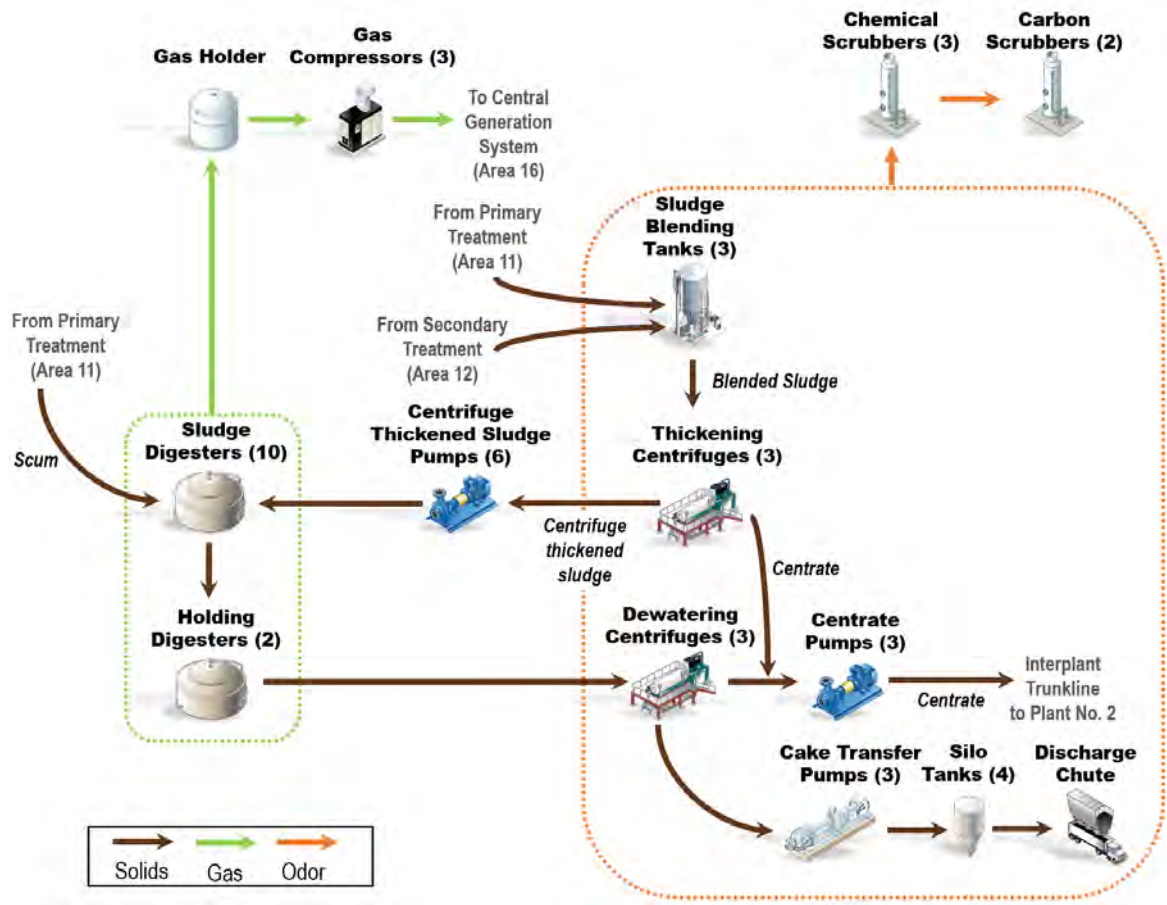 Gas Holder
Gas
Compressors (3)
To Central
Generation
System
(Area 16)
Chemical
Scrubbers (3)
Carbon
Scrubbers (2)
From Primary
Treatment
(Area 11)
Sludge
Blending
Tanks (3)
From Primary
Treatment
(Area 11)
From Secondary
Treatment
(Area 12)
Blended Sludge
Scum
Sludge
Digesters (10)
Centrifuge
Thickened Sludge
Pumps (6)
Thickening
Centrifuges (3)
Centrifuge
thickened
sludge
Centrate
Holding
Digesters (2)
Dewatering
Centrifuges (3)
Centrate
Pumps (3)
Centrate
Interplant
Trunkline
to Plant No. 2
Cake Transfer
Pumps (3)
Silo
Tanks (4)
Discharge
Chute
Solids
Gas
Odor